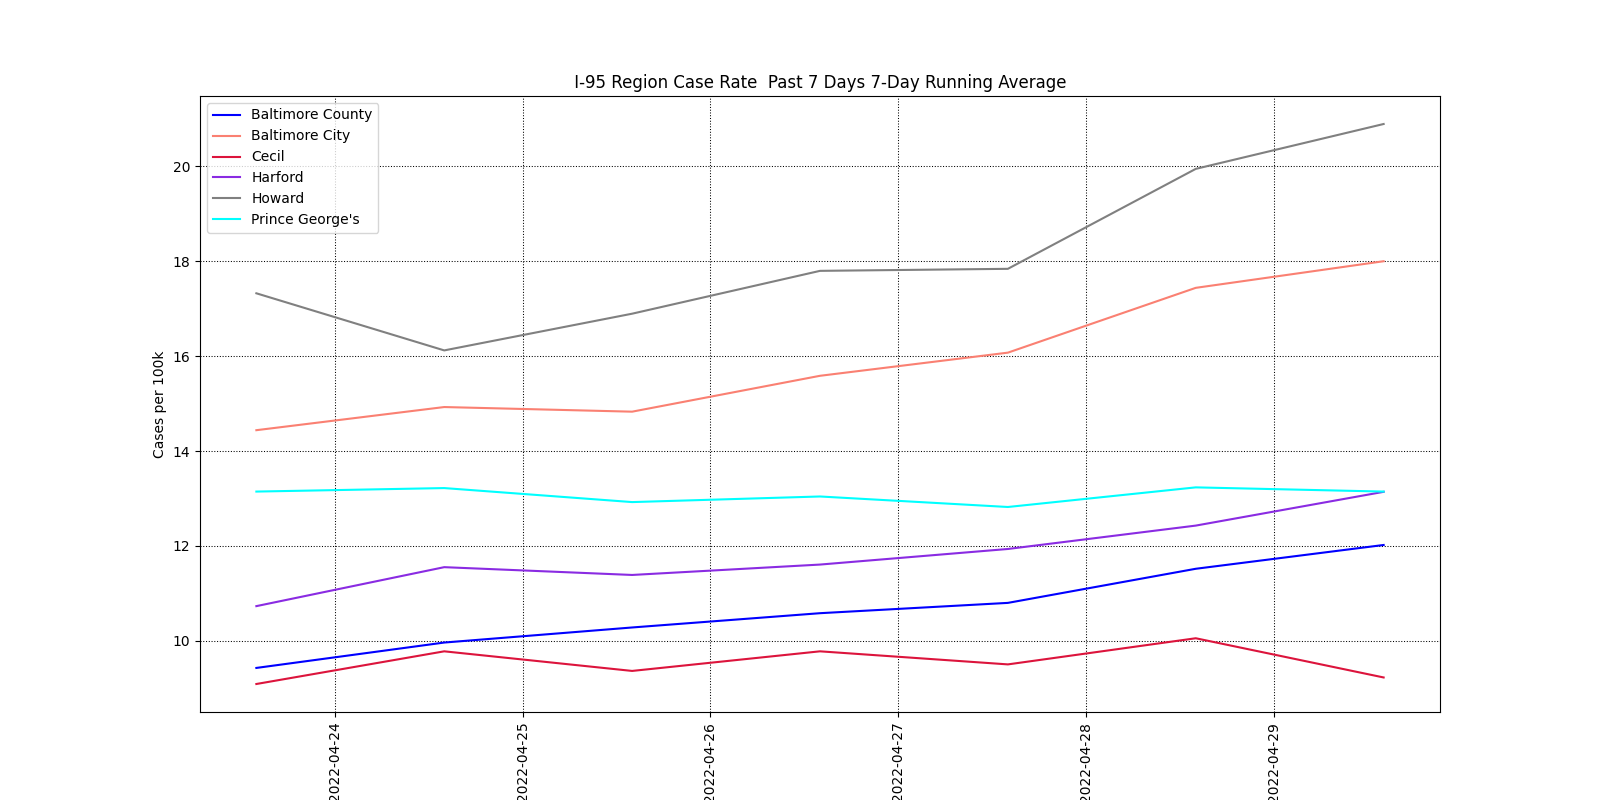 I-95 Region Case Rate  Past 7 Days 7-Day Running Average
Baltimore County
Baltimore City
Cecil
Harford
Howard
Prince George's
Cases per 100k
20
18
16
14
12
10
2022-04-24
2022-04-25
2022-04-26
2022-04-27
2022-04-28
2022-04-29